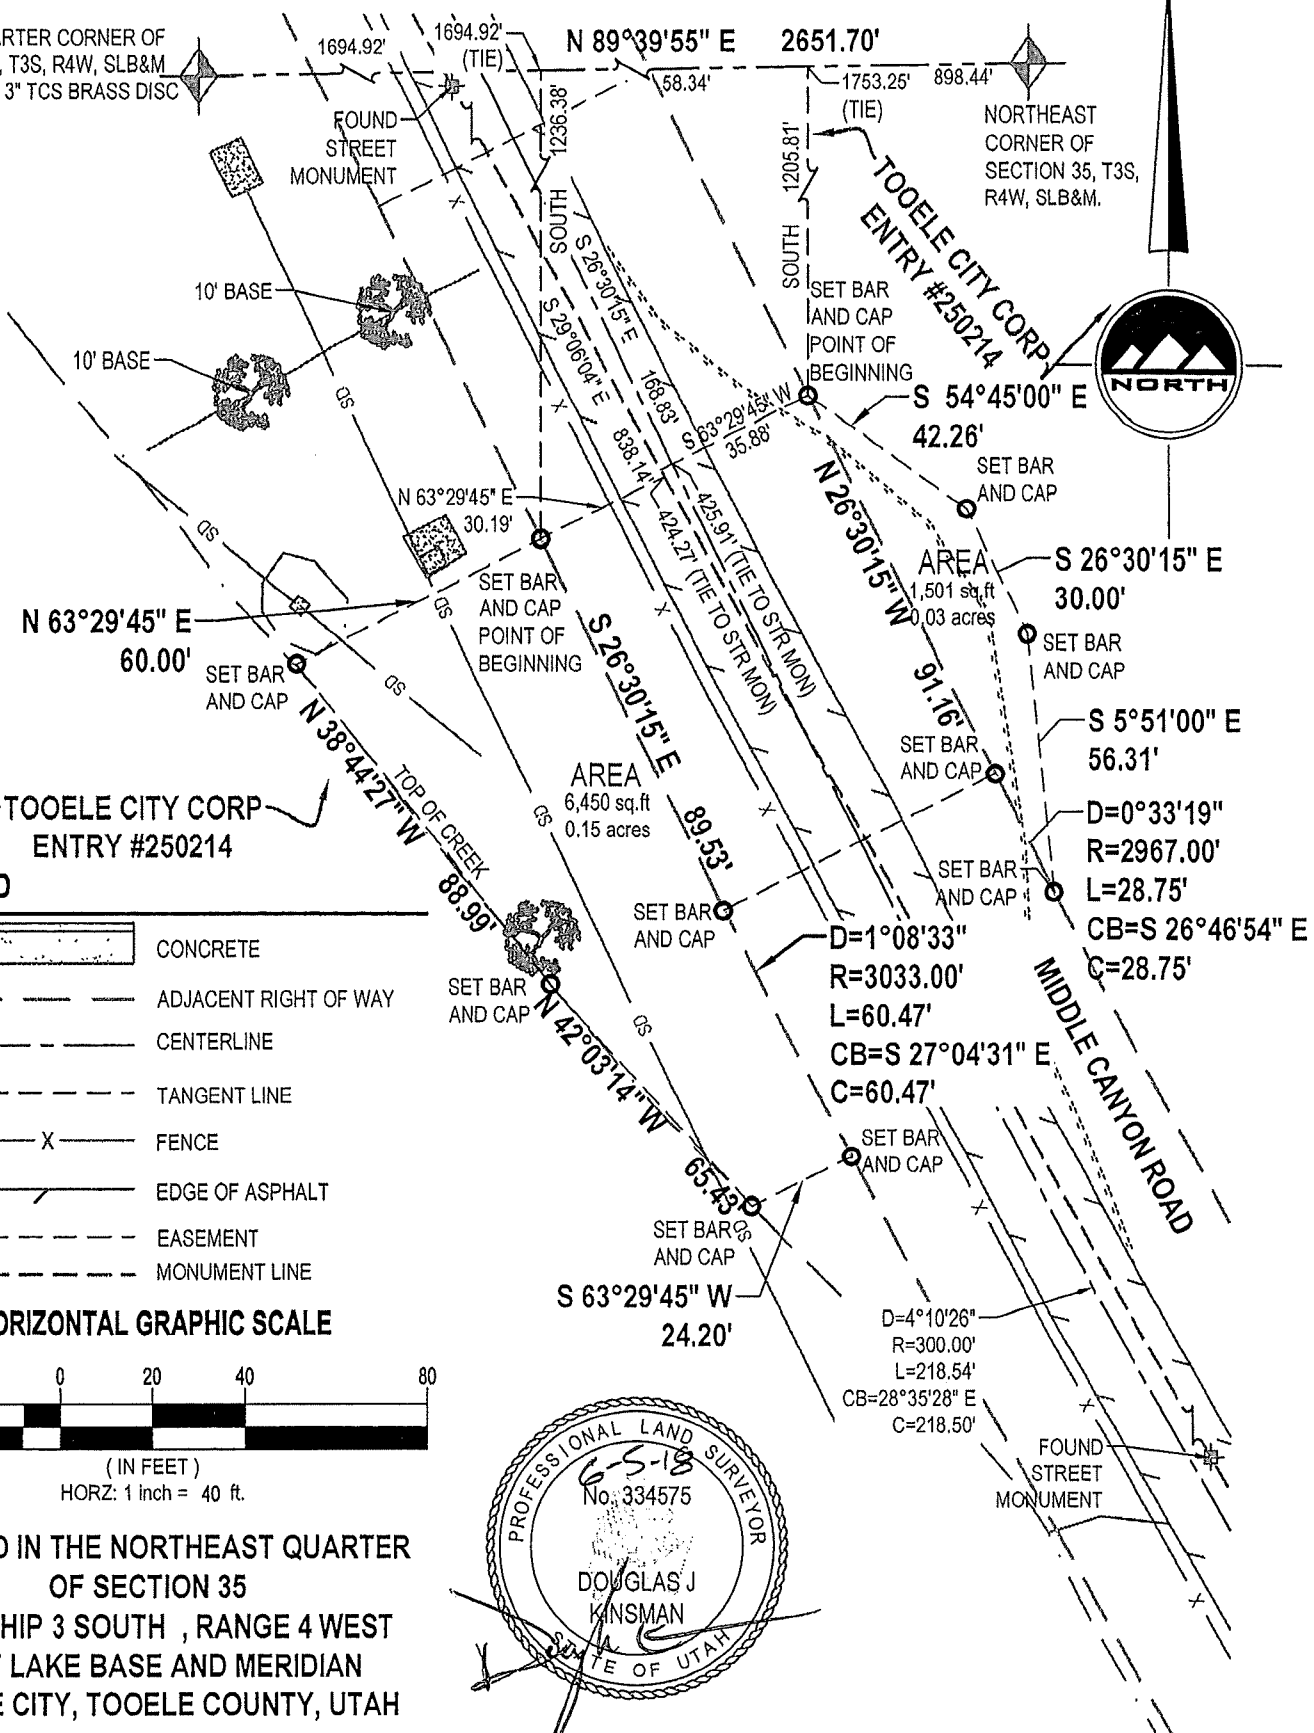 ARTER CORNER OF
, T3S, R4W, SLB&M
3" TCS BRASS DISC
1694.92'
1694.92'
(TIE)
N 89°39'55" E 2651.70'
58.34'
1753.25'
(TIE)
898.44'
FOUND
STREET
MONUMENT
1236.38'
SOUTH
1205.81'
SOUTH
NORTHEAST
CORNER OF
SECTION 35, T3S,
R4W, SLB&M.
TOOELE CITY CORP
ENTRY #250214
NORTH
10' BASE
10' BASE
SD
SD
SD
SD
SD
SD
SD
X
X
X
X
X
X
X
S 26°30'15" E
168.83'
S 29°06'04" E
838.14'
S 63°29'45" W
35.88'
SET BAR
AND CAP
POINT OF
BEGINNING
S 54°45'00" E
42.26'
SET BAR
AND CAP
N 63°29'45" E
30.19'
425.91' (TIE TO STR MON)
424.27' (TIE TO STR MON)
N 26°30'15" W
91.16'
AREA
1,501 sq.ft
0.03 acres
S 26°30'15" E
30.00'
SET BAR
AND CAP
N 63°29'45" E
60.00'
SET BAR
AND CAP
SET BAR
AND CAP
POINT OF
BEGINNING
S 26°30'15" E
89.53'
S 5°51'00" E
56.31'
SET BAR
AND CAP
N 38°44'27" W
88.99'
TOP OF CREEK
AREA
6,450 sq.ft
0.15 acres
TOOELE CITY CORP
ENTRY #250214
D=0°33'19"
R=2967.00'
L=28.75'
CB=S 26°46'54" E
C=28.75'
SET BAR
AND CAP
SET BAR
AND CAP
D=1°08'33"
R=3033.00'
L=60.47'
CB=S 27°04'31" E
C=60.47'
MIDDLE CANYON ROAD
SET BAR
AND CAP
N 42°03'14" W
65.43'
D
CONCRETE
ADJACENT RIGHT OF WAY
CENTERLINE
TANGENT LINE
X FENCE
EDGE OF ASPHALT
EASEMENT
MONUMENT LINE
SET BAR
AND CAP
SET BAR
AND CAP
S 63°29'45" W
24.20'
D=4°10'26"
R=300.00'
L=218.54'
CB=28°35'28" E
C=218.50'
FOUND
STREET
MONUMENT
ORIZONTAL GRAPHIC SCALE
0 20 40 80
( IN FEET )
HORZ: 1 inch = 40 ft.
PROFESSIONAL LAND SURVEYOR
6-5-18
No. 334575
DOUGLAS J
KINSMAN
STATE OF UTAH
D IN THE NORTHEAST QUARTER
OF SECTION 35
HIP 3 SOUTH , RANGE 4 WEST
LAKE BASE AND MERIDIAN
E CITY, TOOELE COUNTY, UTAH